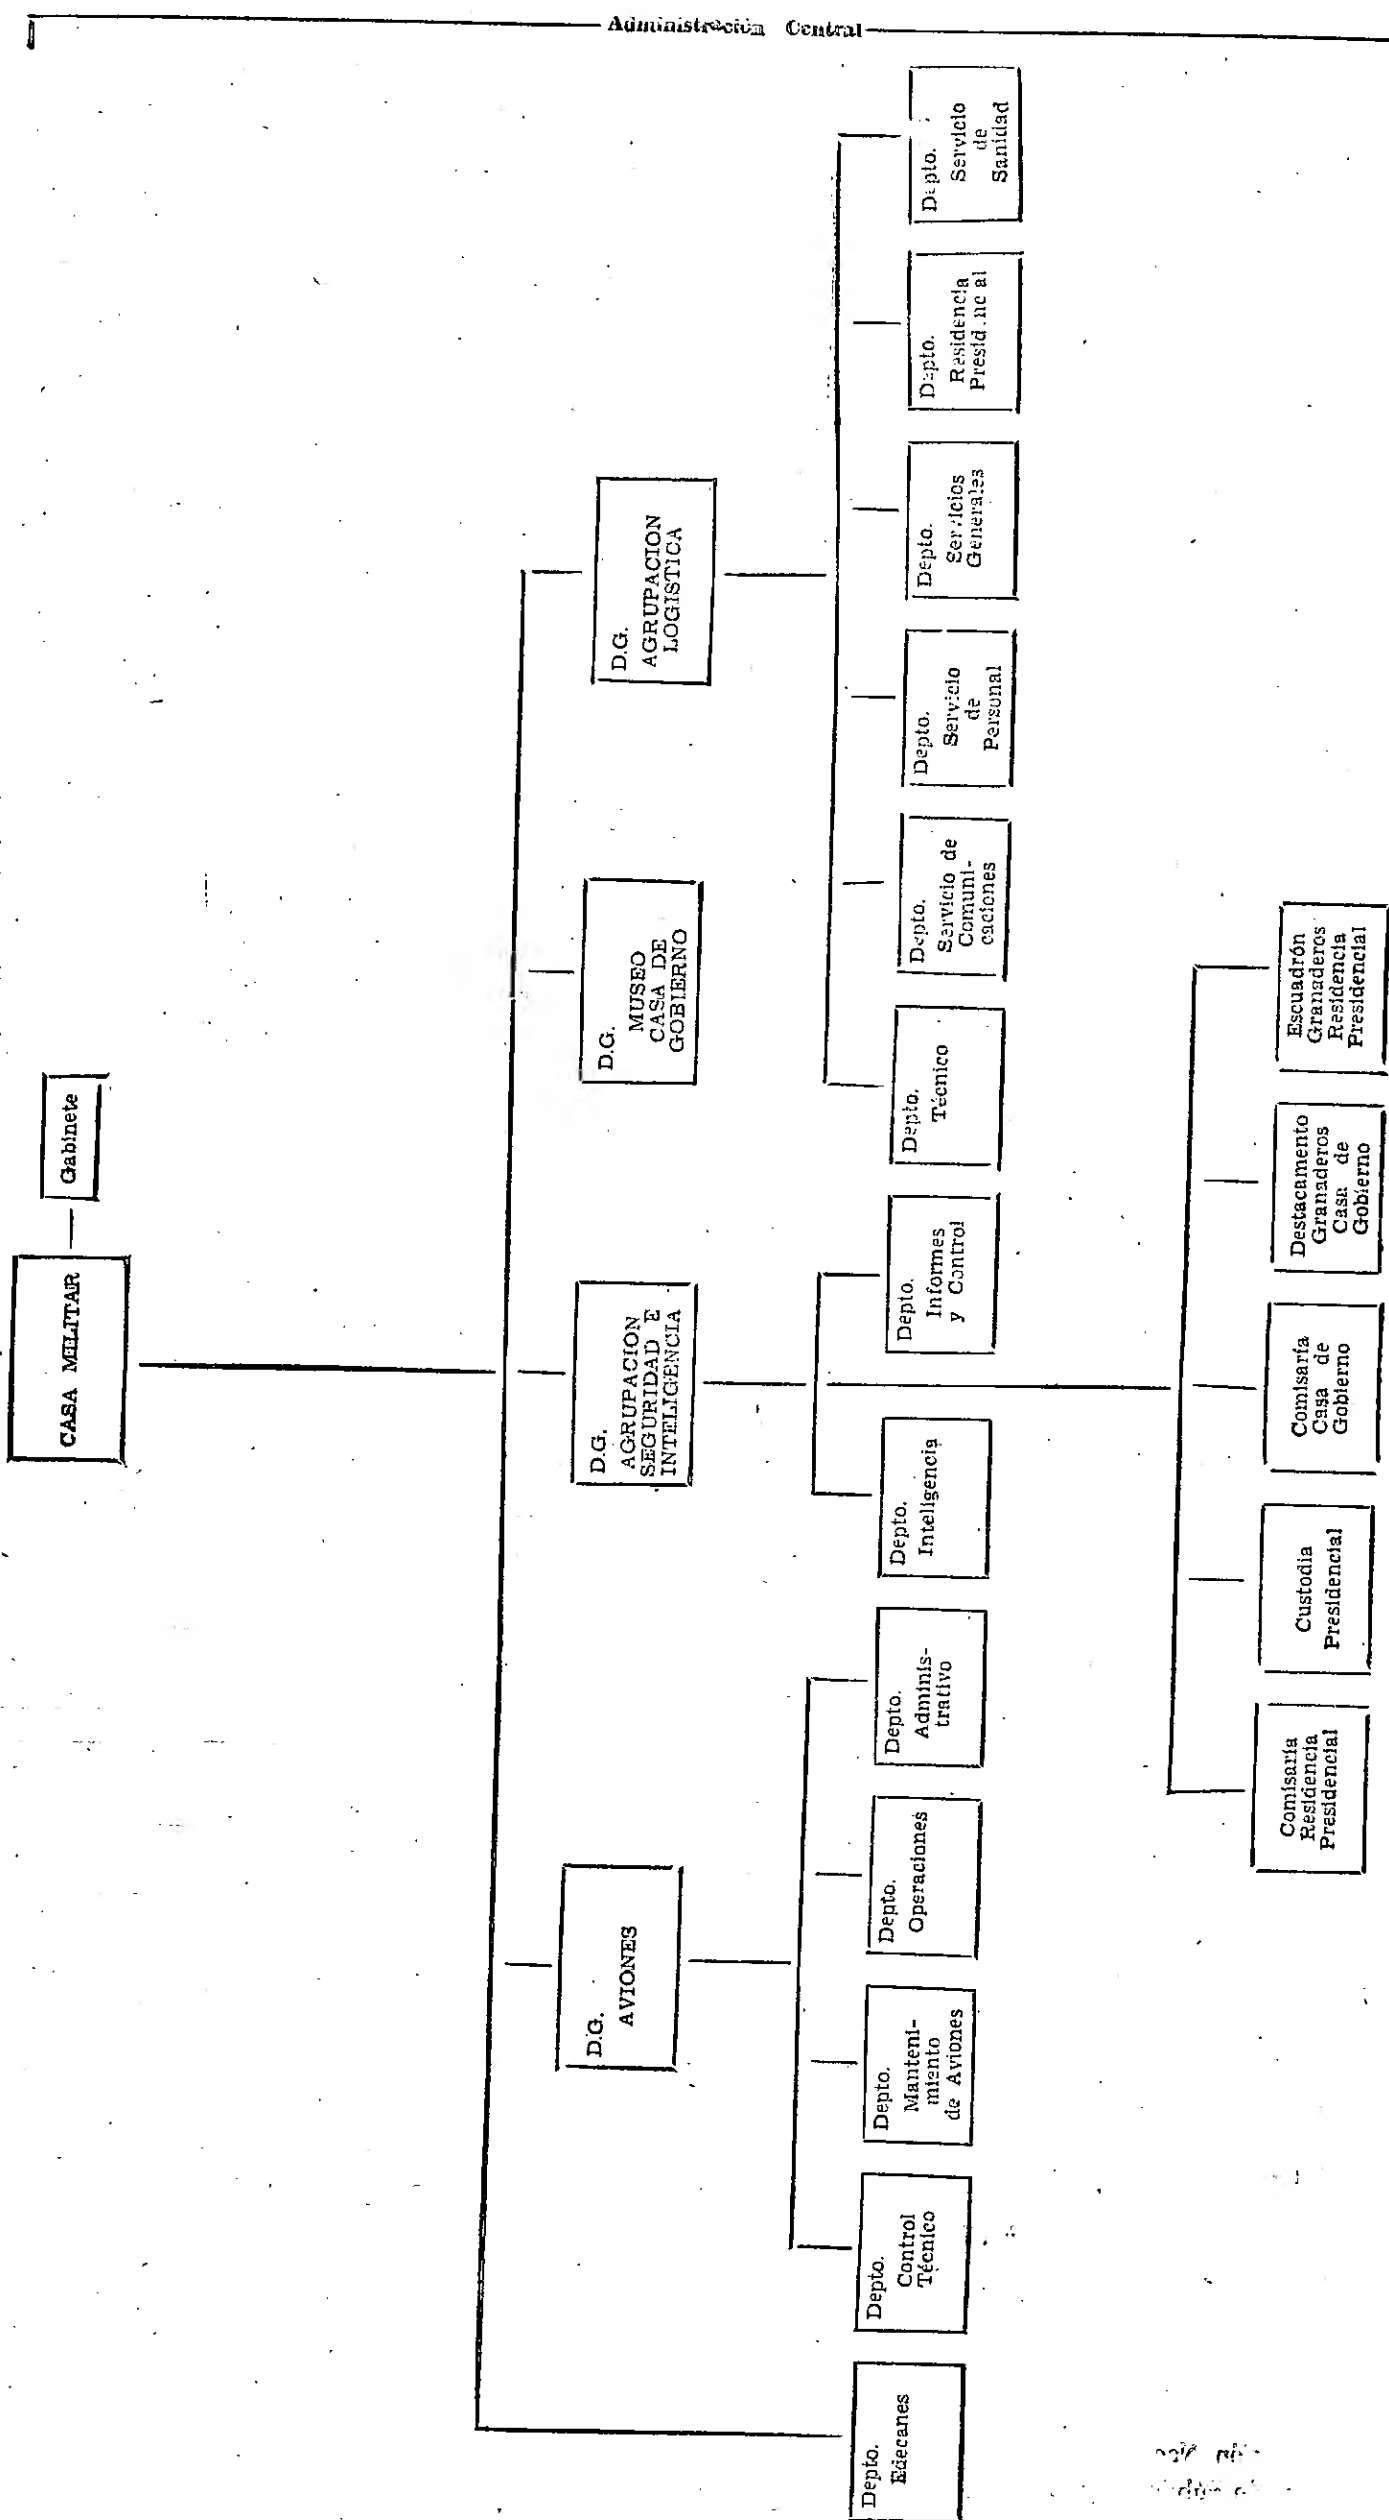 Administración Central
CASA MILITAR
Gabinete
D.G.
AVIONES
D.G.
AGRUPACION
SEGURIDAD E
INTELIGENCIA
D.G.
MUSEO
CASA DE
GOBIERNO
D.G.
AGRUPACION
LOGISTICA
Depto.
Edecanes
Depto.
Control
Técnico
Depto.
Manteni-
miento
de Aviones
Depto.
Operaciones
Depto.
Adminis-
trativo
Depto.
Inteligencia
Depto.
Informes
y Control
Depto.
Técnico
Depto.
Servicio de
Comuni-
caciones
Depto.
Servicio
de
Personal
Depto.
Servicios
Generales
Depto.
Residencia
Presidencial
Depto.
Servicio
de
Sanidad
Comisaría
Residencia
Presidencial
Custodia
Presidencial
Comisaría
Casa de
Gobierno
Destacamento
Granaderos
Casa de
Gobierno
Escuadrón
Granaderos
Residencia
Presidencial